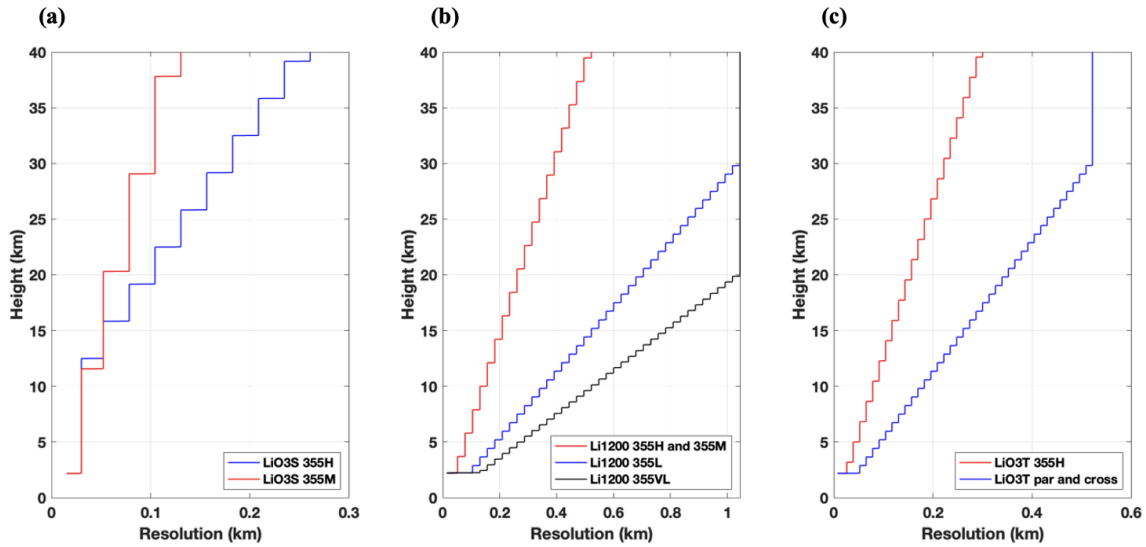 (a)
(b)
(c)
40
35
30
25
20
15
10
5
0
Height (km)
0
0.1
0.2
0.3
Resolution (km)
LiO3S 355H
LiO3S 355M
40
35
30
25
20
15
10
5
0
Height (km)
0
0.2
0.4
0.6
0.8
1
Resolution (km)
Li1200 355H and 355M
Li1200 355L
Li1200 355VL
40
35
30
25
20
15
10
5
0
Height (km)
0
0.2
0.4
0.6
Resolution (km)
LiO3T 355H
LiO3T par and cross